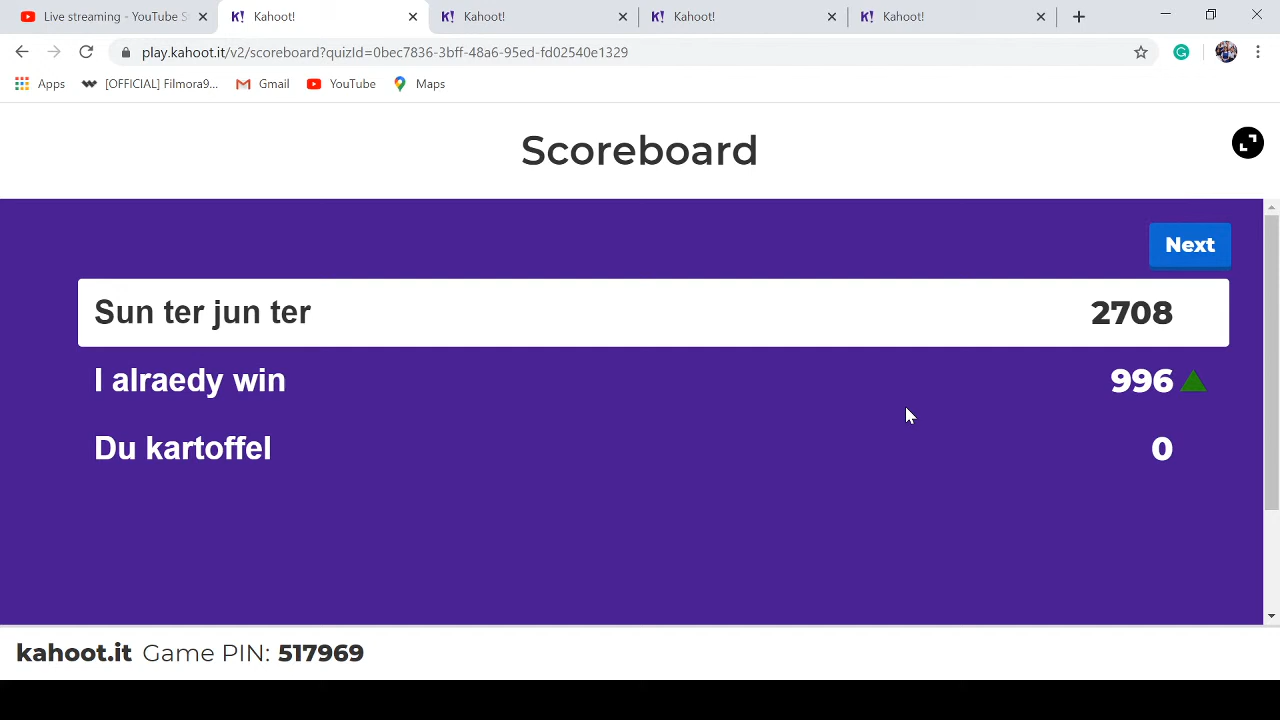 Live streaming - YouTube S
K! Kahoot!
K! Kahoot!
K! Kahoot!
K! Kahoot!
play.kahoot.it/v2/scoreboard?quizId=0bec7836-3bff-48a6-95ed-fd02540e1329
Apps
[OFFICIAL] Filmora9...
Gmail
YouTube
Maps
Scoreboard
Next
Sun ter jun ter 2708
I alraedy win 996
Du kartoffel 0
kahoot.it Game PIN: 517969